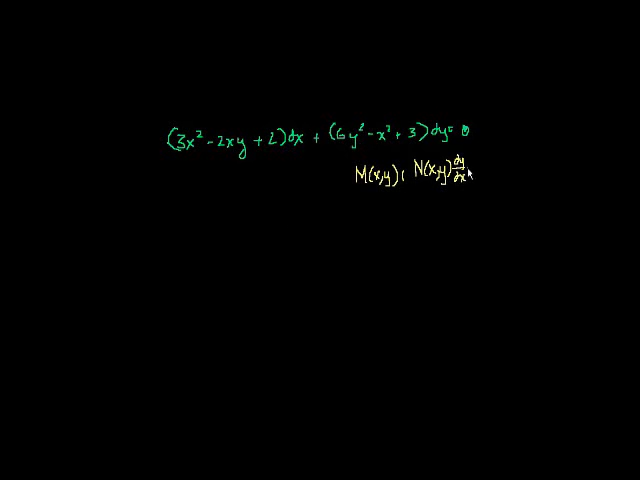 (3x² - 2xy + 2)dx + (6y² - x² + 3)dy = 0
M(x,y) + N(x,y) dy/dx